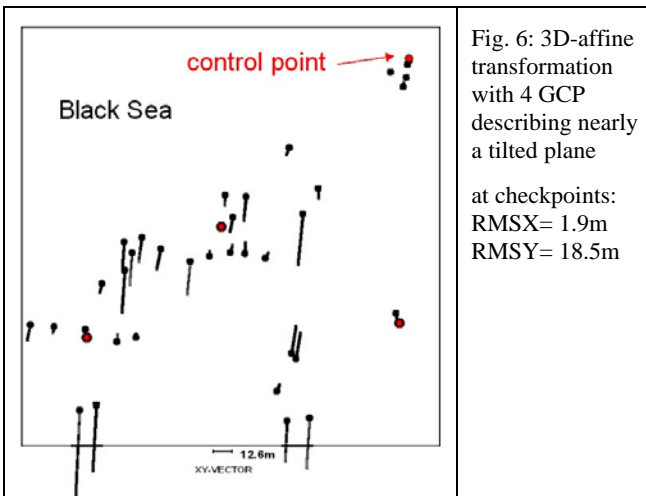 control point
Black Sea
12.6m
XY-VECTOR
Fig. 6: 3D-affine
transformation
with 4 GCP
describing nearly
a tilted plane
at checkpoints:
RMSX= 1.9m
RMSY= 18.5m